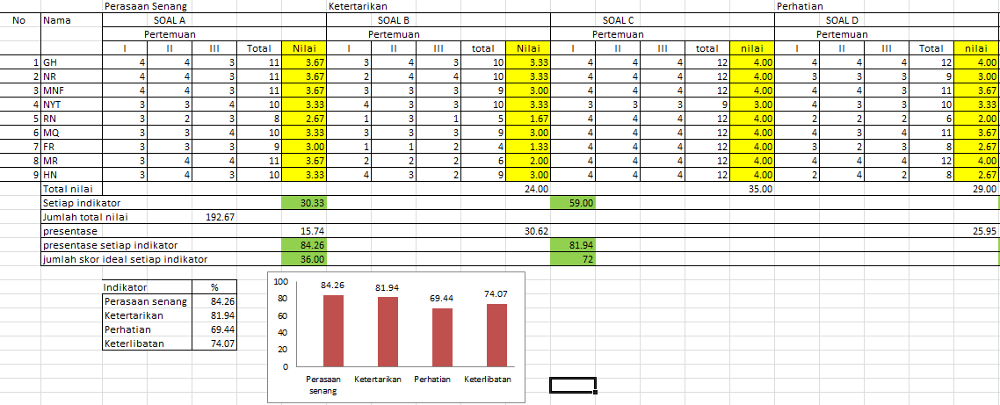 Perasaan Senang Ketertarikan Perhatian
No Nama SOAL A SOAL B SOAL C SOAL D
Pertemuan Pertemuan Pertemuan Pertemuan
I II III Total Nilai I II III total Nilai I II III total nilai I II III Total nilai
1 GH 4 4 3 11 3.67 3 4 3 10 3.33 4 4 4 12 4.00 4 4 4 12 4.00
2 NR 4 4 3 11 3.67 2 4 4 10 3.33 4 4 4 12 4.00 3 3 3 9 3.00
3 MNF 4 4 3 11 3.67 3 3 3 9 3.00 4 4 4 12 4.00 4 4 3 11 3.67
4 NYT 3 3 4 10 3.33 4 3 3 10 3.33 3 3 3 9 3.00 4 3 3 10 3.33
5 RN 3 2 3 8 2.67 1 3 1 5 1.67 4 4 4 12 4.00 2 2 2 6 2.00
6 MQ 3 3 4 10 3.33 3 3 3 9 3.00 4 4 4 12 4.00 4 3 4 11 3.67
7 FR 3 3 3 9 3.00 1 1 2 4 1.33 4 4 4 12 4.00 3 2 3 8 2.67
8 MR 3 4 4 11 3.67 2 2 2 6 2.00 4 4 4 12 4.00 4 4 4 12 4.00
9 HN 3 4 3 10 3.33 4 3 2 9 3.00 4 4 4 12 4.00 2 4 2 8 2.67
Total nilai 24.00 35.00 29.00
Setiap indikator 30.33 59.00
Jumlah total nilai 192.67
presentase 15.74 30.62 25.95
presentase setiap indikator 84.26 81.94
jumlah skor ideal setiap indikator 36.00 72
Indikator %
Perasaan senang 84.26
Ketertarikan 81.94
Perhatian 69.44
Keterlibatan 74.07
100
80
60
40
20
0
84.26 81.94 69.44 74.07
Perasaan senang Ketertarikan Perhatian Keterlibatan